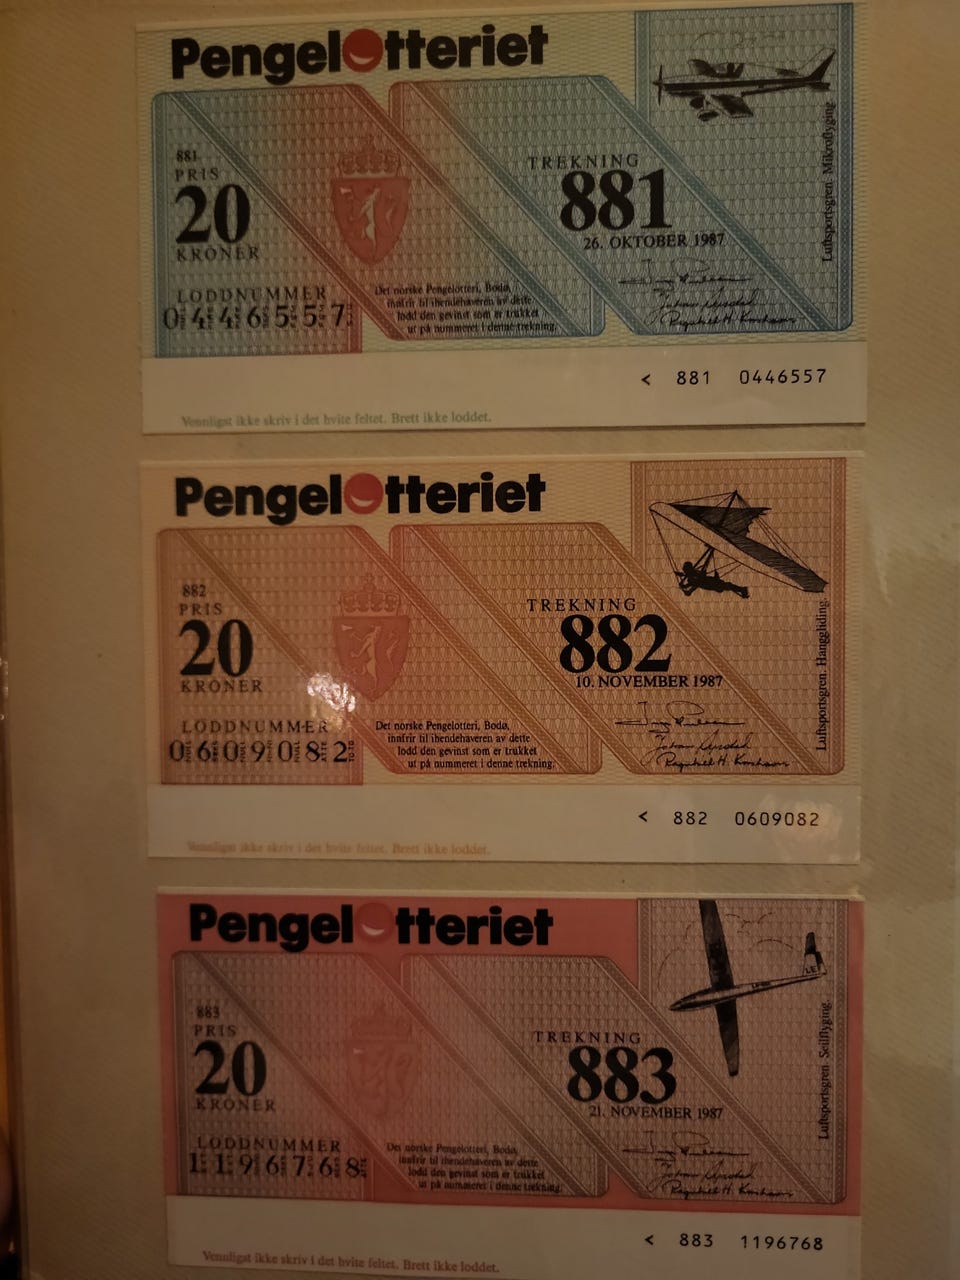 Pengelotteriet
881
PRIS
20
KRONER
LODDNUMMER
0446557
TREKNING
881
26. OKTOBER 1987
Det norske Pengelotteri, Bodø,
innfrir til ihendehaveren av dette
lodd den gevinst som er trukket
ut på nummeret i denne trekning.
Luftsportsgren. Mikroflyging
< 881 0446557
Vennligst ikke skriv i det hvite feltet. Brett ikke loddet.
Pengelotteriet
882
PRIS
20
KRONER
LODDNUMMER
0609082
TREKNING
882
10. NOVEMBER 1987
Det norske Pengelotteri, Bodø,
innfrir til ihendehaveren av dette
lodd den gevinst som er trukket
ut på nummeret i denne trekning.
Luftsportsgren. Hanggliding.
< 882 0609082
Vennligst ikke skriv i det hvite feltet. Brett ikke loddet.
Pengelotteriet
883
PRIS
20
KRONER
LODDNUMMER
1196768
TREKNING
883
21. NOVEMBER 1987
Det norske Pengelotteri, Bodø,
innfrir til ihendehaveren av dette
lodd den gevinst som er trukket
ut på nummeret i denne trekning.
Luftsportsgren. Seilflyging.
< 883 1196768
Vennligst ikke skriv i det hvite feltet. Brett ikke loddet.